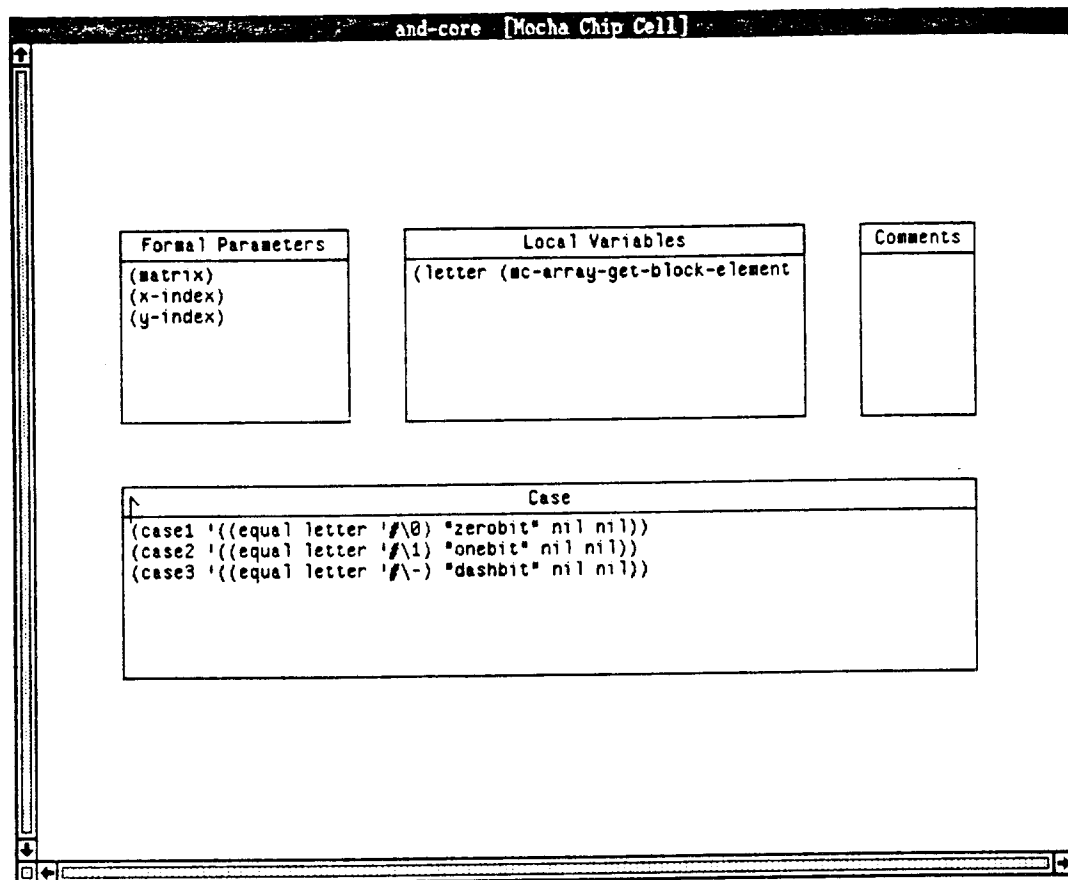 and-core [Mocha Chip Cell]
Formal Parameters
(matrix)
(x-index)
(y-index)
Local Variables
(letter (mc-array-get-block-element
Comments
Case
(case1 '((equal letter '#\0) "zerobit" nil nil))
(case2 '((equal letter '#\1) "onebit" nil nil))
(case3 '((equal letter '#\-) "dashbit" nil nil))